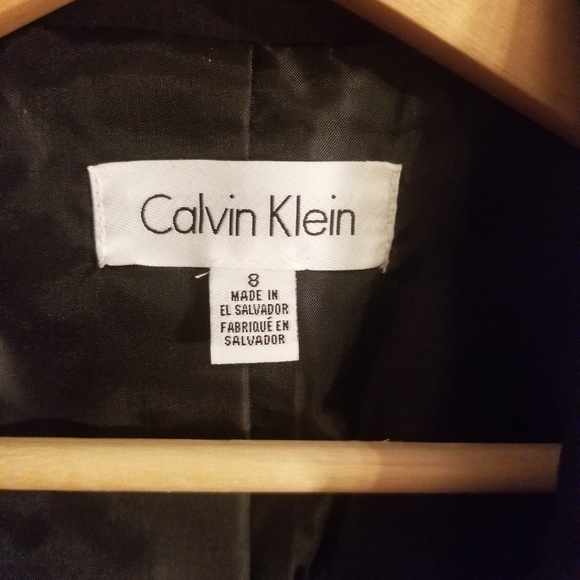 Calvin Klein
8
MADE IN
EL SALVADOR
FABRIQUÉ EN
SALVADOR